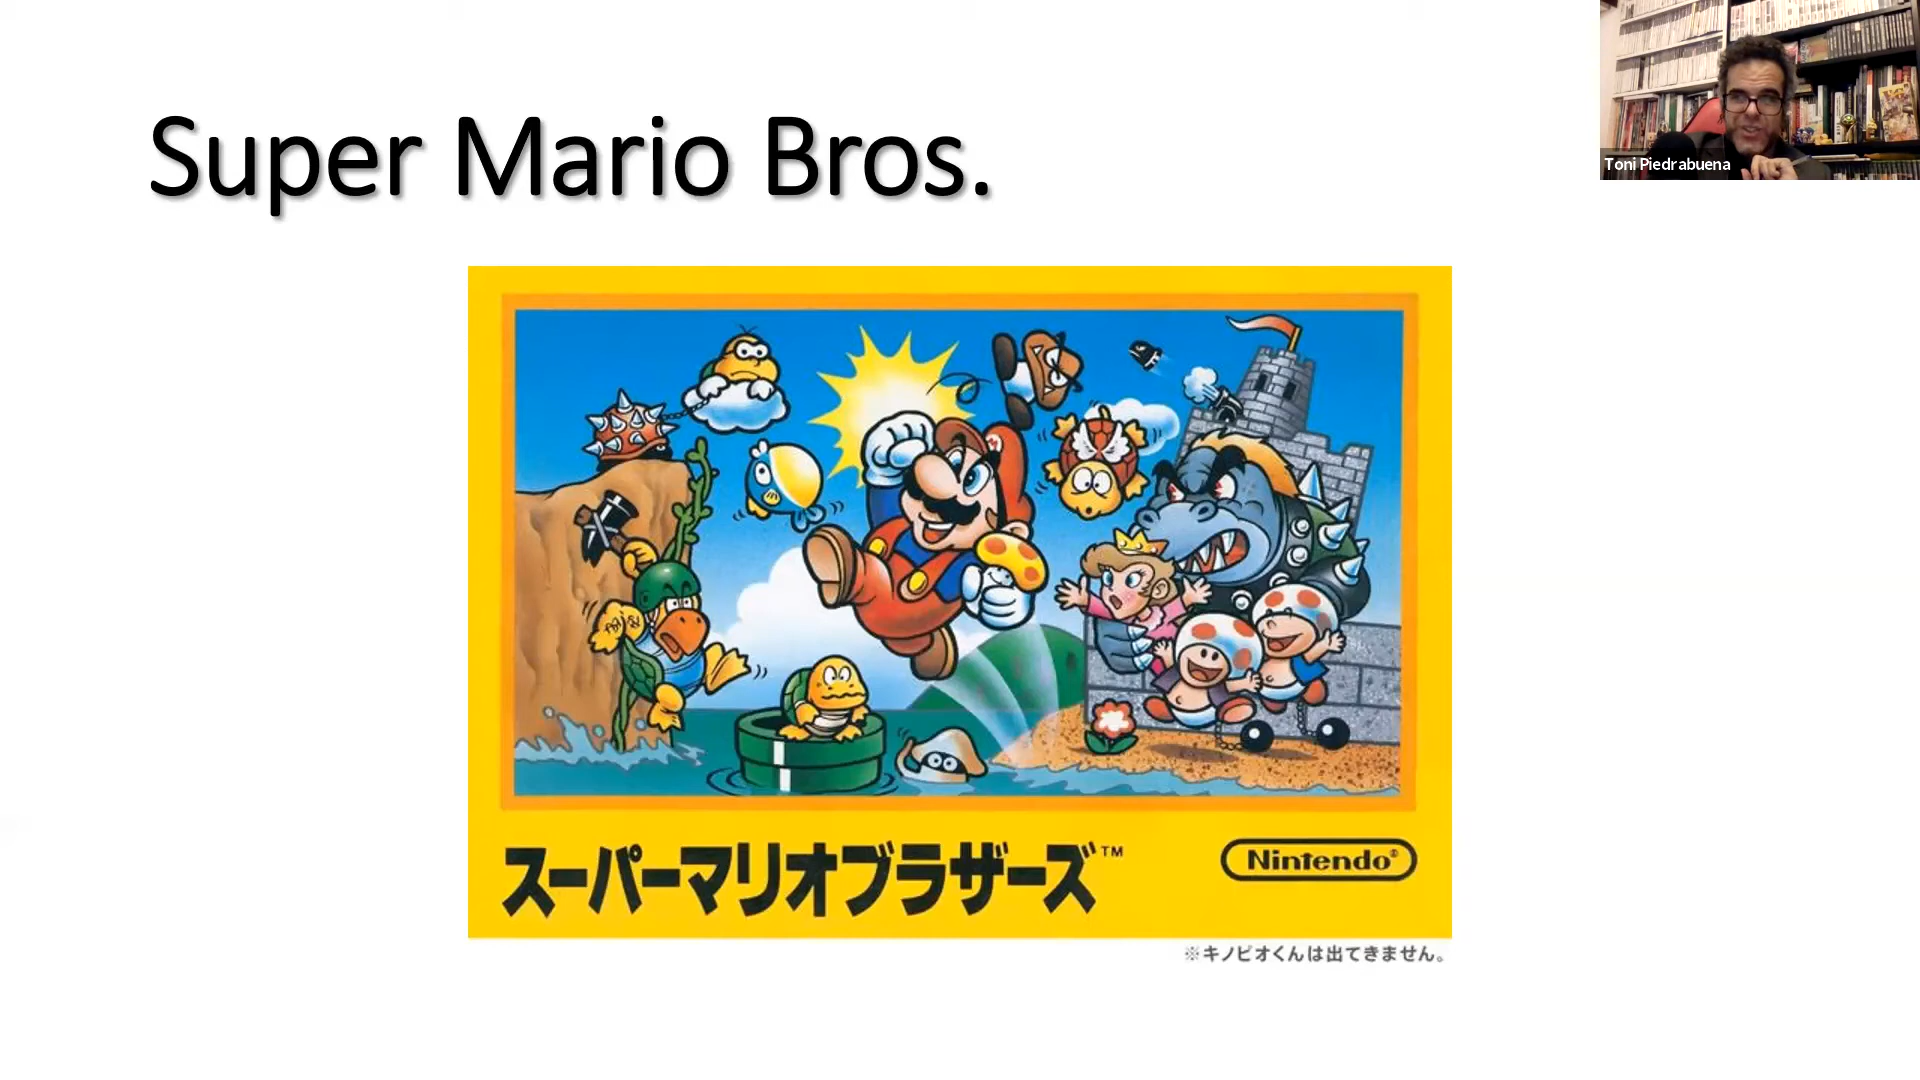 Super Mario Bros.
Toni Piedrabuena
スーパーマリオブラザーズ™
Nintendo®
※キノピオくんは出てきません。